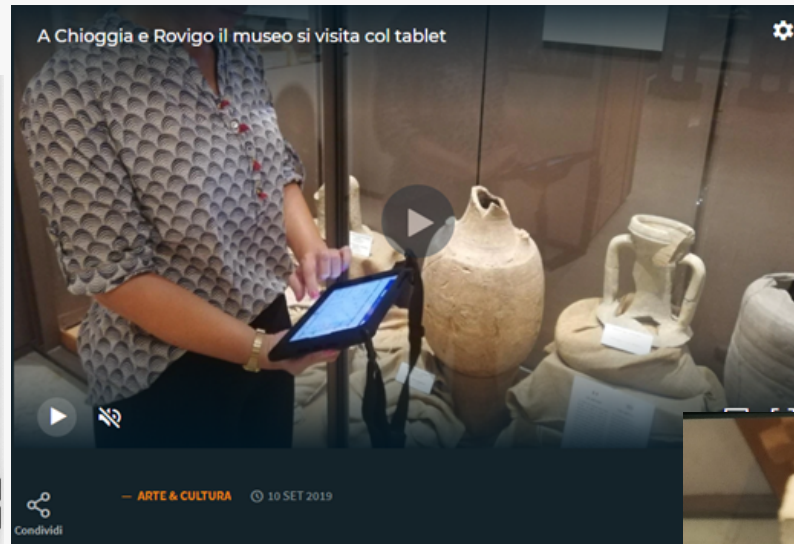 A Chioggia e Rovigo il museo si visita col tablet
— ARTE & CULTURA 10 SET 2019
Condividi